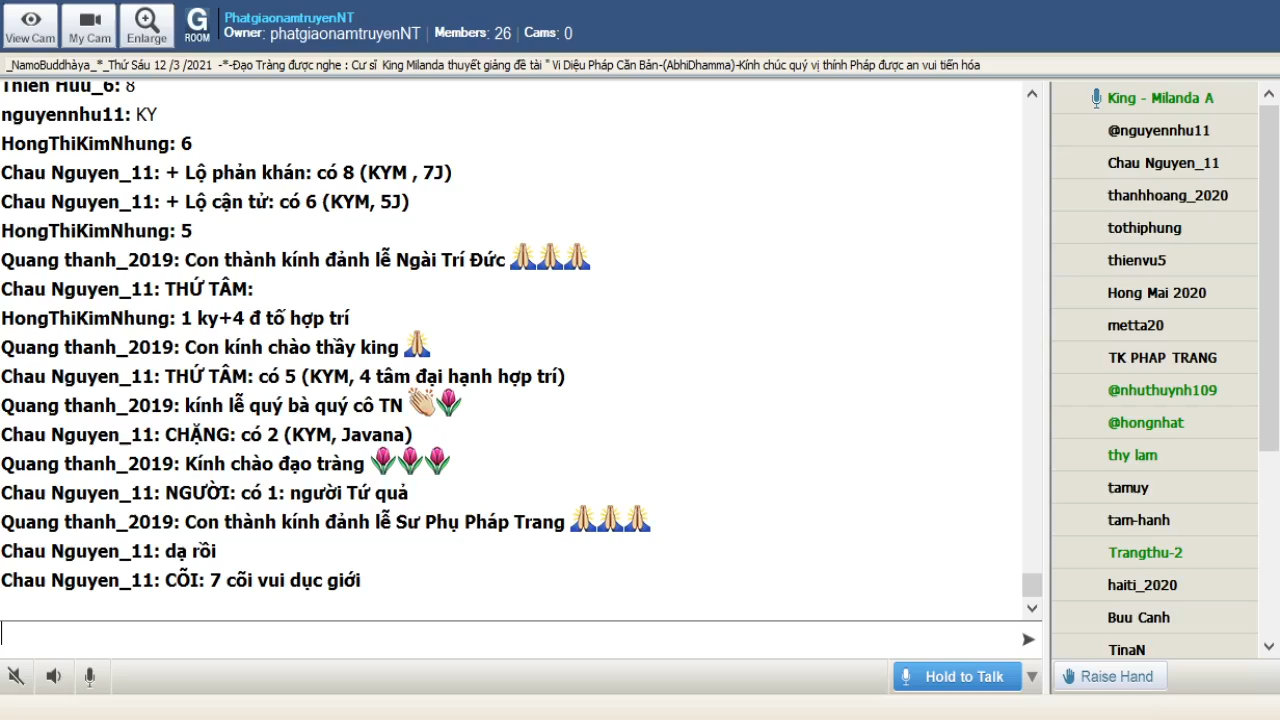 View Cam
My Cam
Enlarge
G
ROOM
PhatgiaonamtruyenNT
Owner: phatgiaonamtruyenNT | Members: 26 | Cams: 0
_NamoBuddhàya_*_Thứ Sáu 12 /3 /2021 -*-Đạo Tràng được nghe : Cư sĩ King Milanda thuyết giảng đề tài " Vi Diệu Pháp Căn Bản-(AbhiDhamma)-Kính chúc quý vị thính Pháp được an vui tiến hóa
Thien Huu_6: 8
nguyennhu11: KY
HongThiKimNhung: 6
Chau Nguyen_11: + Lộ phản khán: có 8 (KYM , 7J)
Chau Nguyen_11: + Lộ cận tử: có 6 (KYM, 5J)
HongThiKimNhung: 5
Quang thanh_2019: Con thành kính đảnh lễ Ngài Trí Đức
Chau Nguyen_11: THỨ TÂM:
HongThiKimNhung: 1 ky+4 đ tố hợp trí
Quang thanh_2019: Con kính chào thầy king
Chau Nguyen_11: THỨ TÂM: có 5 (KYM, 4 tâm đại hạnh hợp trí)
Quang thanh_2019: kính lễ quý bà quý cô TN
Chau Nguyen_11: CHẶNG: có 2 (KYM, Javana)
Quang thanh_2019: Kính chào đạo tràng
Chau Nguyen_11: NGƯỜI: có 1: người Tứ quả
Quang thanh_2019: Con thành kính đảnh lễ Sư Phụ Pháp Trang
Chau Nguyen_11: dạ rồi
Chau Nguyen_11: CÕI: 7 cõi vui dục giới
Hold to Talk
King - Milanda A
@nguyennhu11
Chau Nguyen_11
thanhhoang_2020
tothiphung
thienvu5
Hong Mai 2020
metta20
TK PHAP TRANG
@nhuthuynh109
@hongnhat
thy lam
tamuy
tam-hanh
Trangthu-2
haiti_2020
Buu Canh
TinaN
Raise Hand